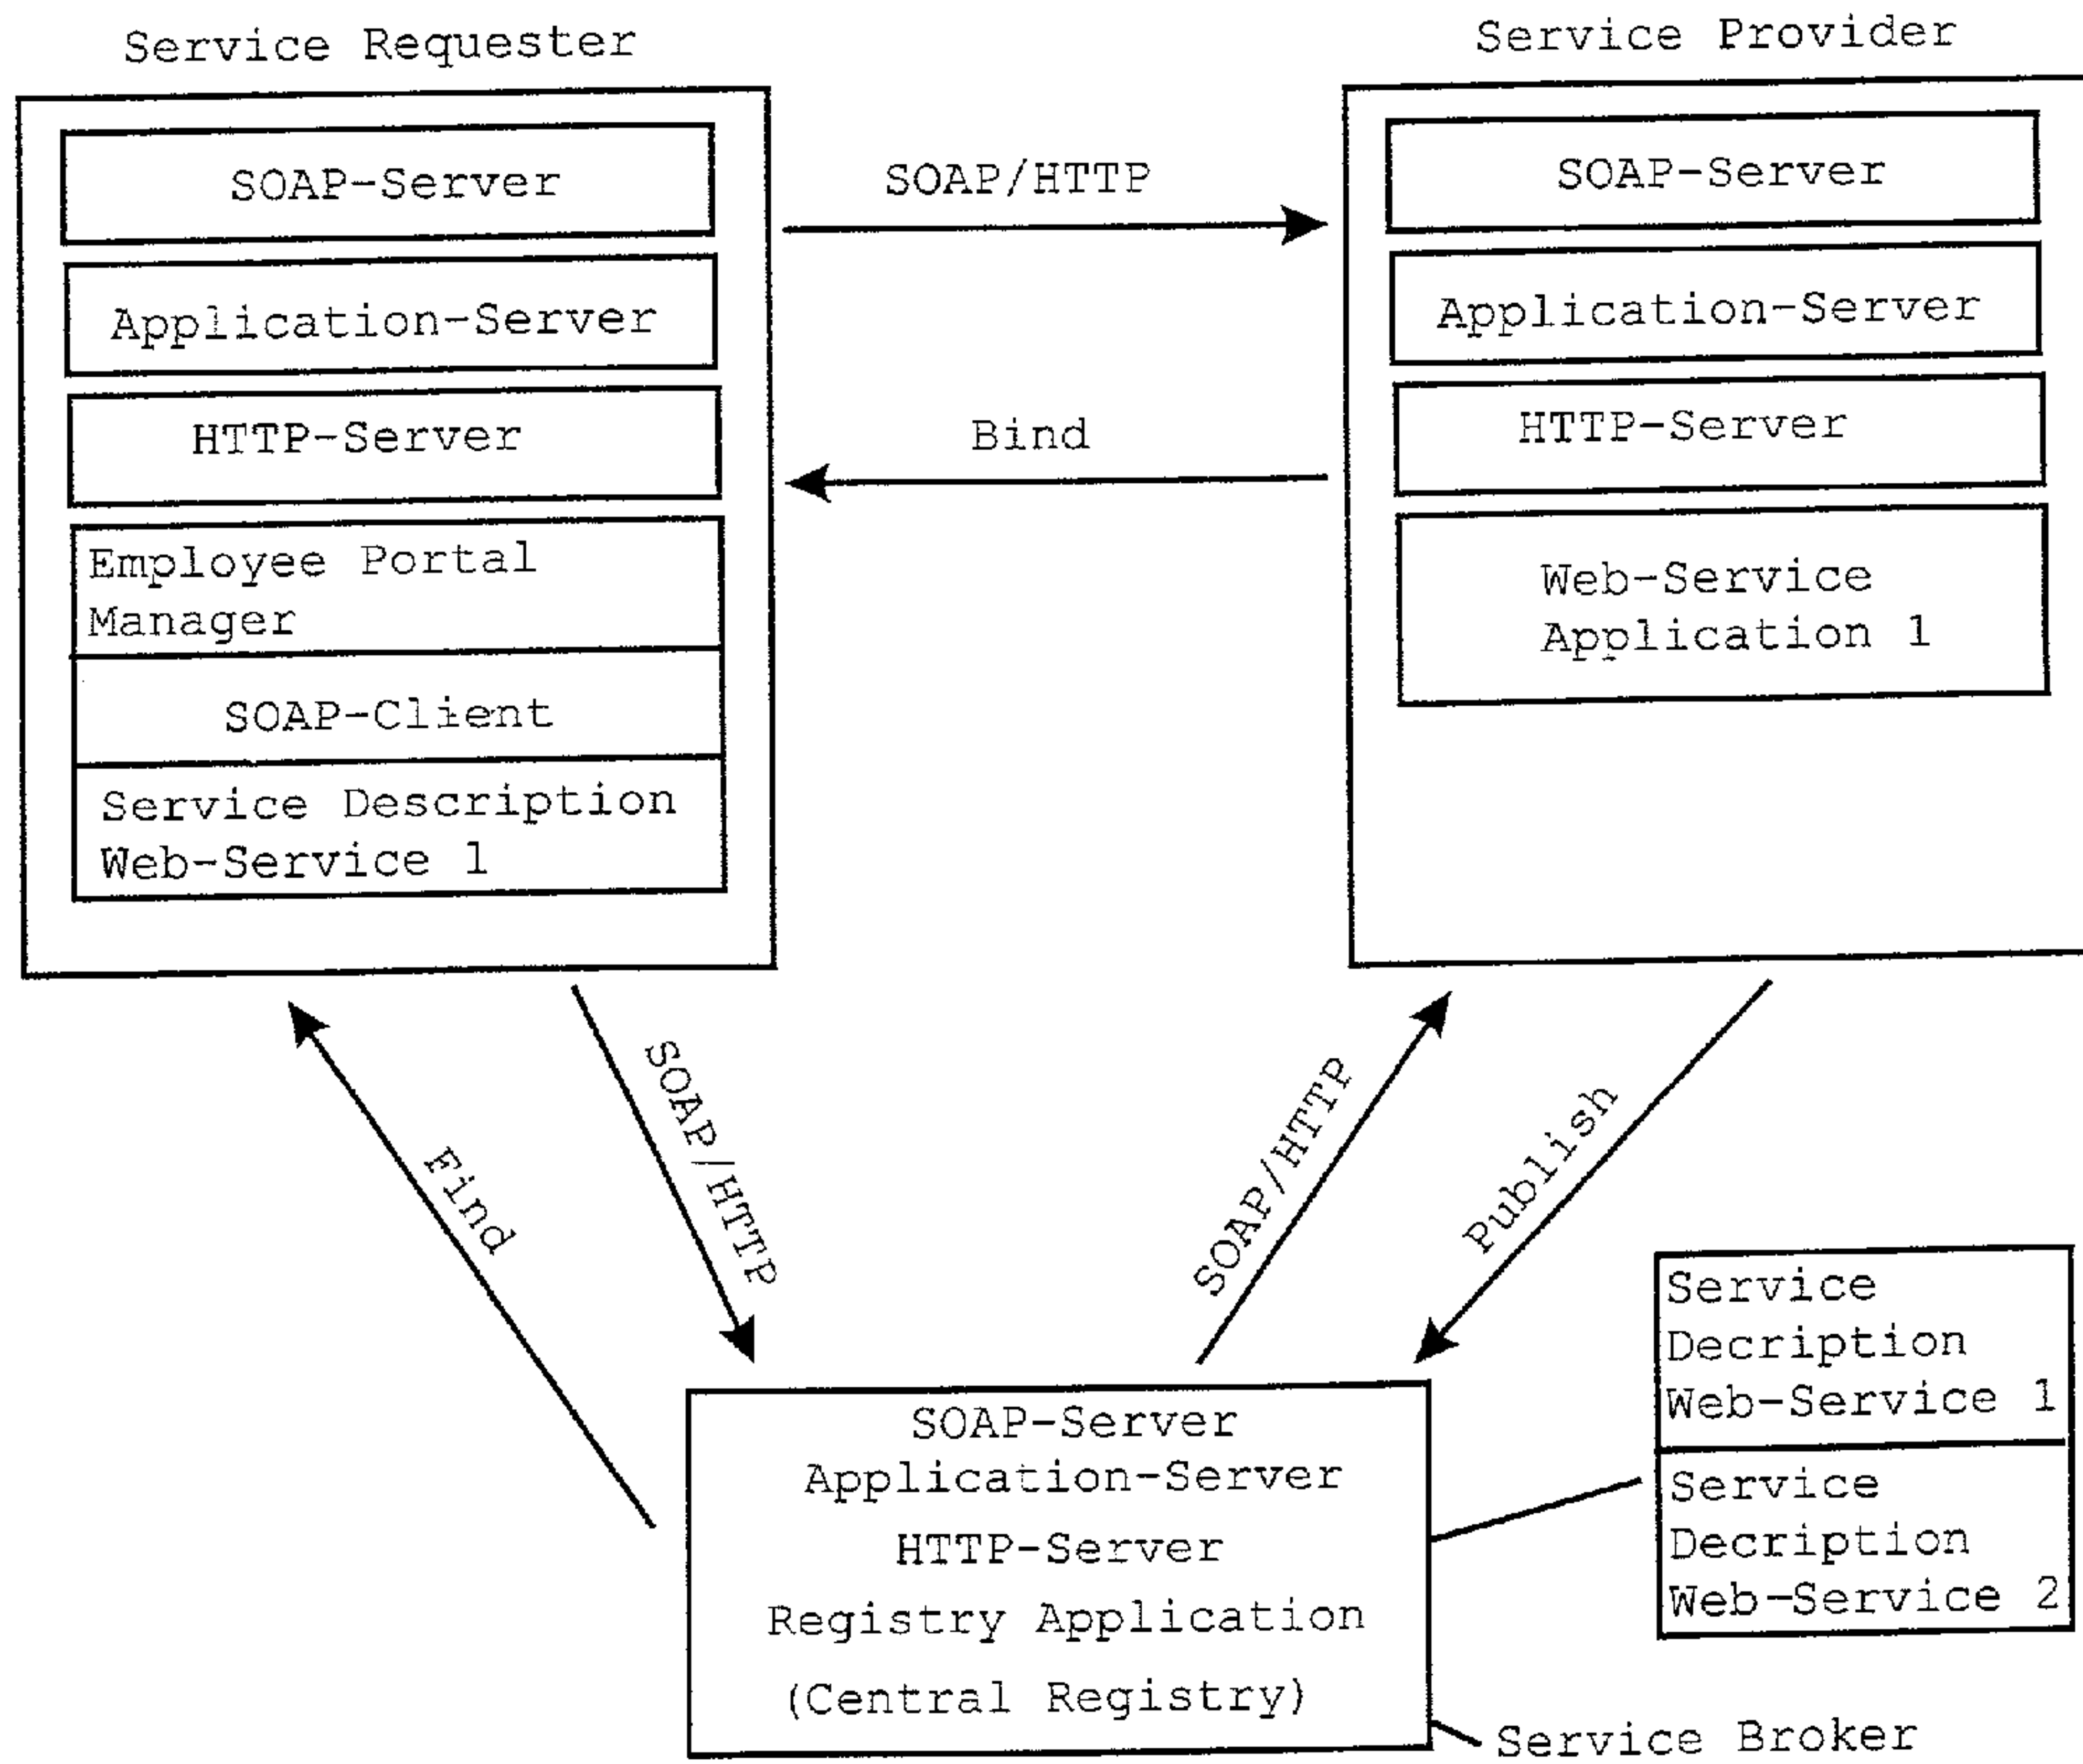 Service Requester
SOAP-Server
Application-Server
HTTP-Server
Employee Portal
Manager
SOAP-Client
Service Description
Web-Service 1
SOAP/HTTP
Bind
Service Provider
SOAP-Server
Application-Server
HTTP-Server
Web-Service
Application 1
Find
SOAP/HTTP
SOAP/HTTP
Publish
SOAP-Server
Application-Server
HTTP-Server
Registry Application
(Central Registry)
Service
Decription
Web-Service 1
Service
Decription
Web-Service 2
Service Broker